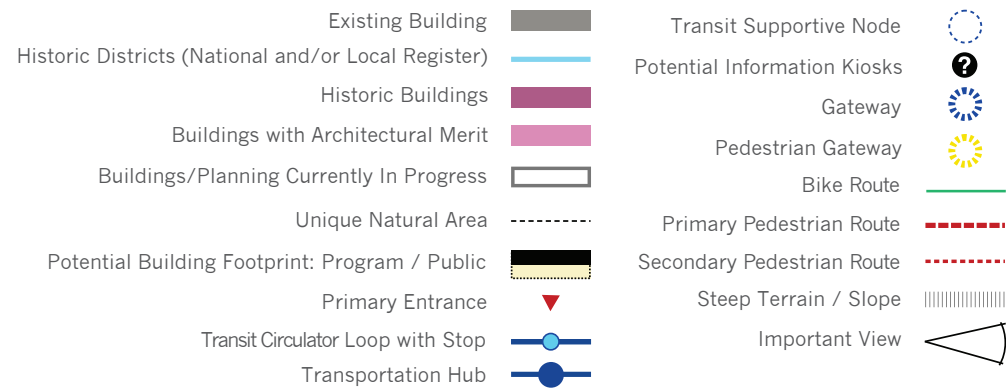 Existing Building
Historic Districts (National and/or Local Register)
Historic Buildings
Buildings with Architectural Merit
Buildings/Planning Currently In Progress
Unique Natural Area
Potential Building Footprint: Program / Public
Primary Entrance
Transit Circulator Loop with Stop
Transportation Hub
Transit Supportive Node
Potential Information Kiosks
?
Gateway
Pedestrian Gateway
Bike Route
Primary Pedestrian Route
Secondary Pedestrian Route
Steep Terrain / Slope
Important View